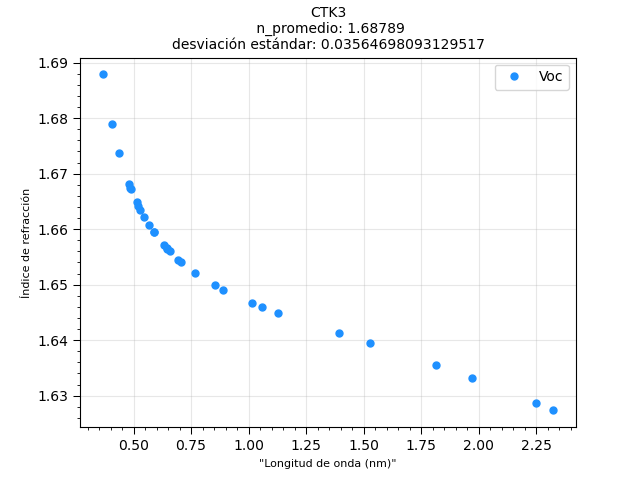 CTK3
n_promedio: 1.68789
desviación estándar: 0.03564698093129517
Voc
1.69
1.68
1.67
1.66
1.65
1.64
1.63
Índice de refracción
0.50 0.75 1.00 1.25 1.50 1.75 2.00 2.25
"Longitud de onda (nm)"